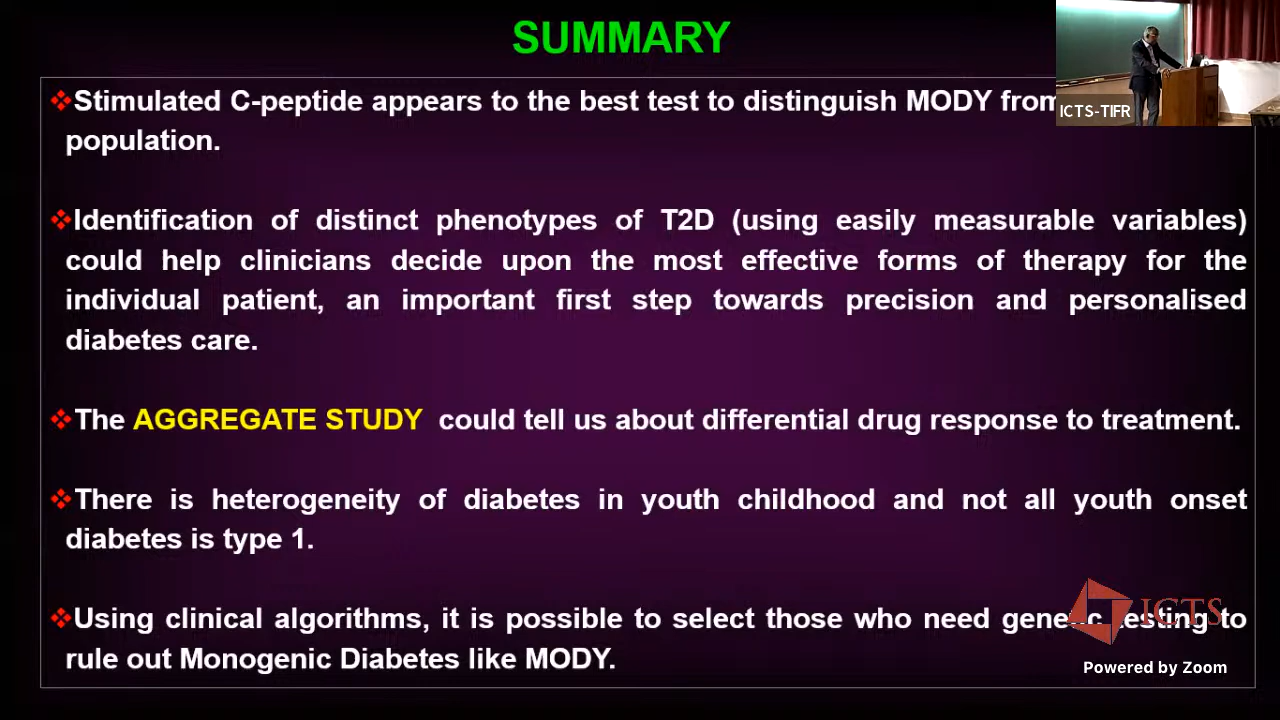 SUMMARY
❖Stimulated C-peptide appears to the best test to distinguish MODY from
population.
❖Identification of distinct phenotypes of T2D (using easily measurable variables)
could help clinicians decide upon the most effective forms of therapy for the
individual patient, an important first step towards precision and personalised
diabetes care.
❖The AGGREGATE STUDY could tell us about differential drug response to treatment.
❖There is heterogeneity of diabetes in youth childhood and not all youth onset
diabetes is type 1.
❖Using clinical algorithms, it is possible to select those who need genetic testing to
rule out Monogenic Diabetes like MODY.
ICTS-TIFR
ICTS
Powered by Zoom